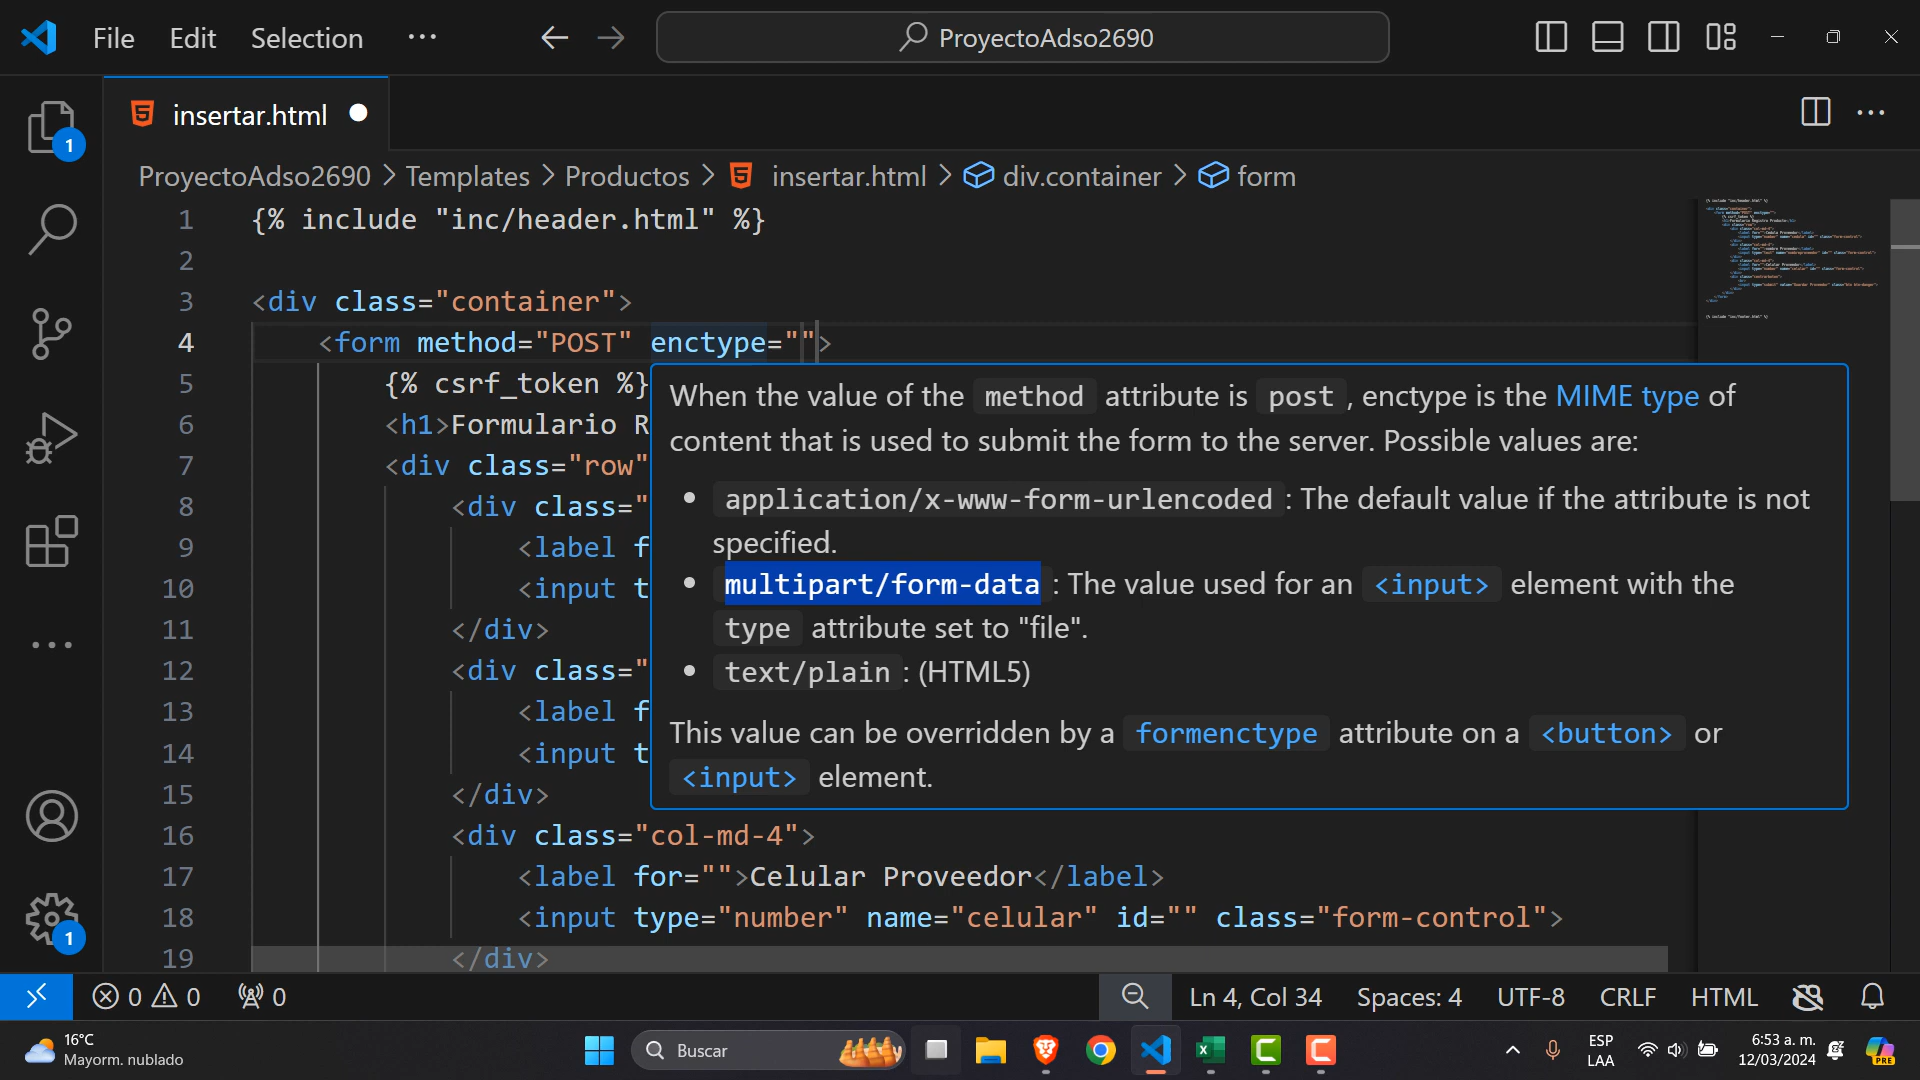 File Edit Selection ··· ProyectoAdso2690
insertar.html
1
ProyectoAdso2690 > Templates > Productos > insertar.html > div.container > form
1 {% include "inc/header.html" %}
2
3 <div class="container">
4 <form method="POST" enctype="">
5 {% csrf_token %}
6 <h1>Formulario R
7 <div class="row"
8 <div class="
9 <label f
10 <input t
11 </div>
12 <div class="
13 <label f
14 <input t
15 </div>
16 <div class="col-md-4">
17 <label for="">Celular Proveedor</label>
18 <input type="number" name="celular" id="" class="form-control">
19 </div>
When the value of the method attribute is post, enctype is the MIME type of
content that is used to submit the form to the server. Possible values are:
• application/x-www-form-urlencoded: The default value if the attribute is not
specified.
• multipart/form-data: The value used for an <input> element with the
type attribute set to "file".
• text/plain: (HTML5)
This value can be overridden by a formenctype attribute on a <button> or
<input> element.
1
0 0 0 Ln 4, Col 34 Spaces: 4 UTF-8 CRLF HTML
16°C
Mayorm. nublado
Buscar
ESP
LAA
6:53 a. m.
12/03/2024
PRE